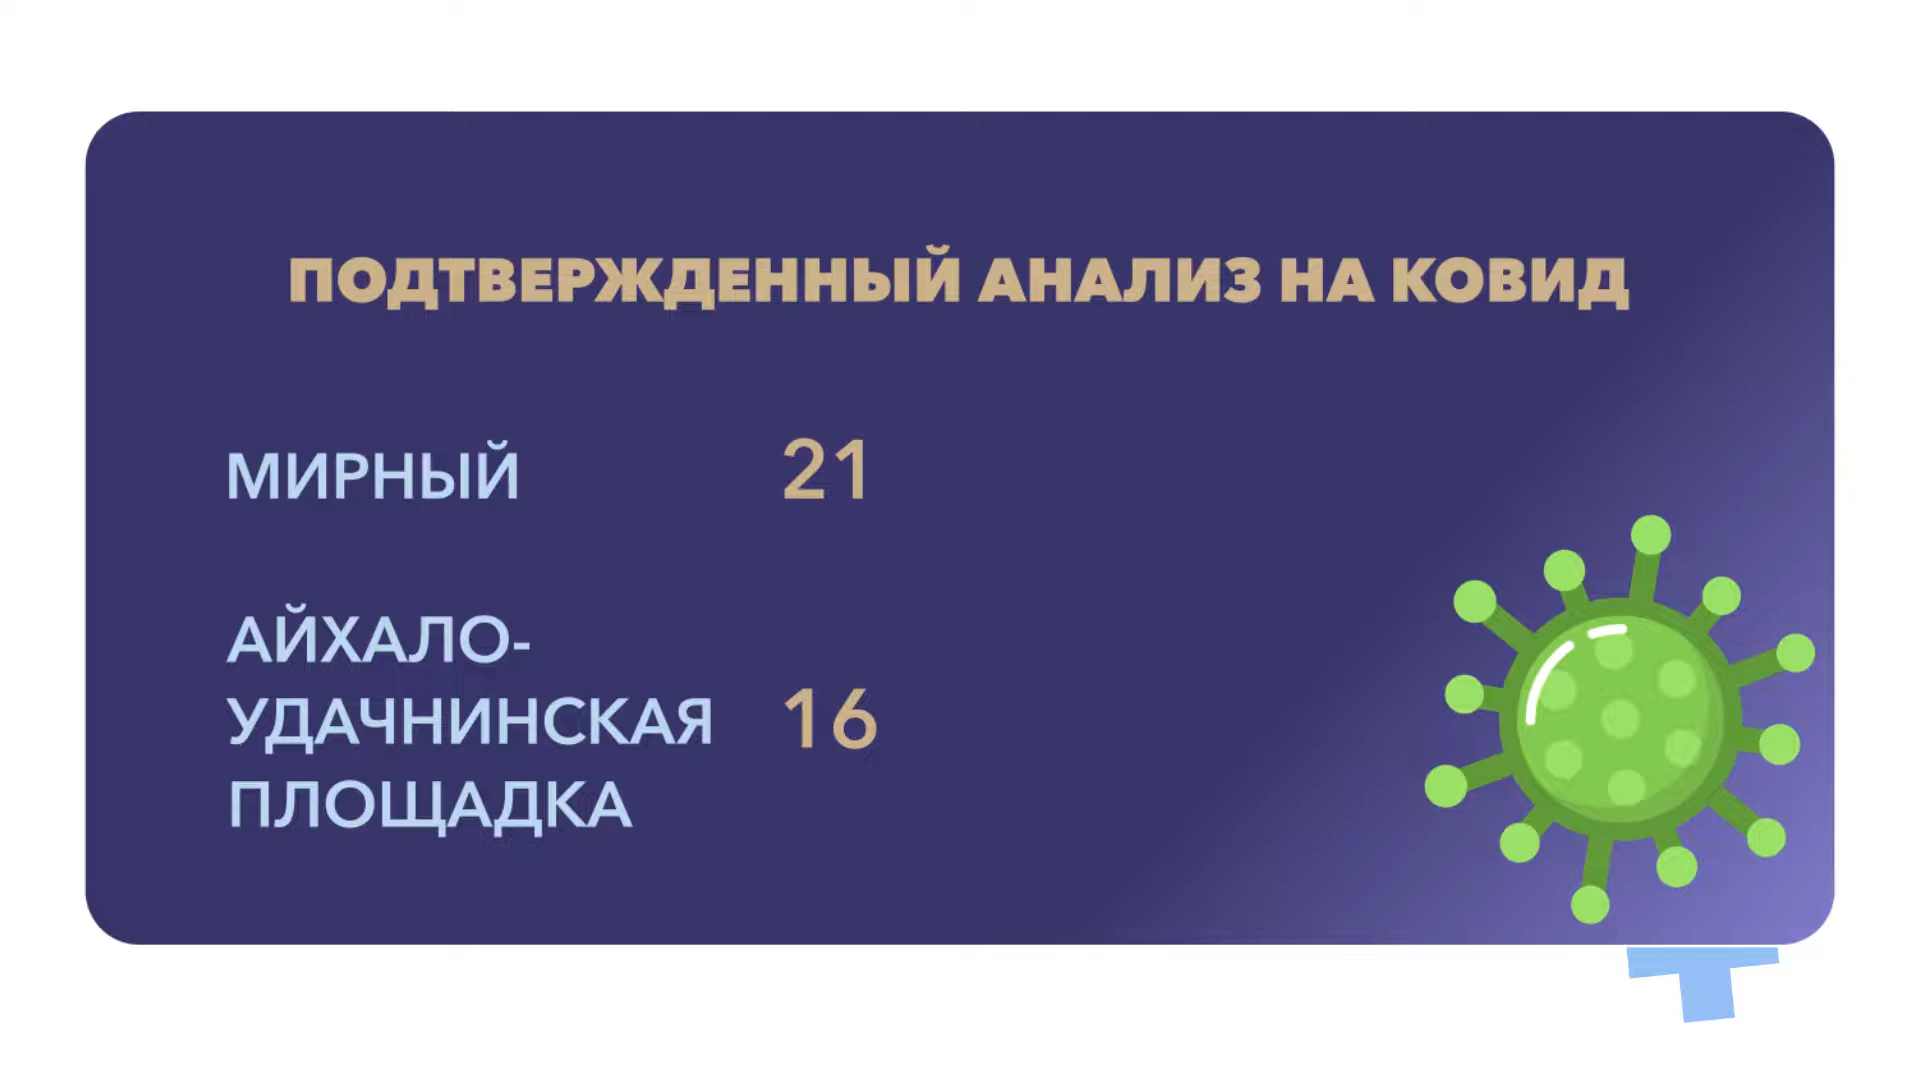 ПОДТВЕРЖДЕННЫЙ АНАЛИЗ НА КОВИД
МИРНЫЙ 21
АЙХАЛО-
УДАЧНИНСКАЯ 16
ПЛОЩАДКА